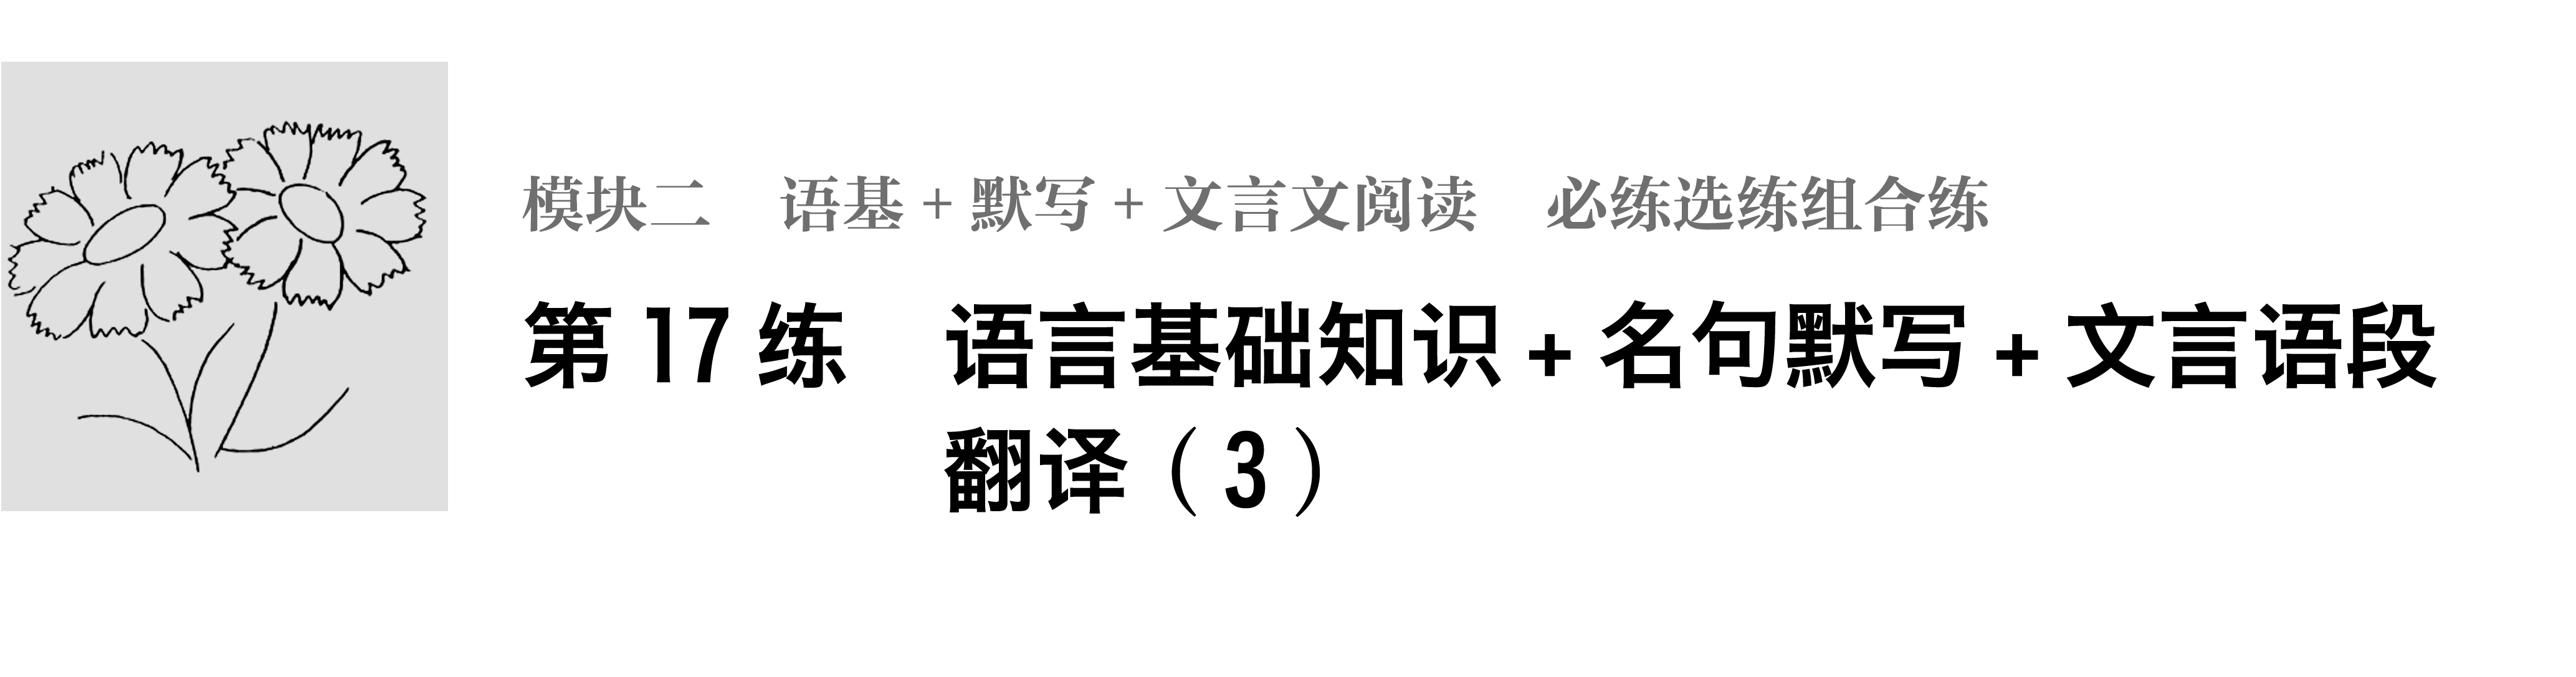 模块二　语基 + 默写 + 文言文阅读　必练选练组合练
第 17 练　语言基础知识 + 名句默写 + 文言语段
翻译（3）